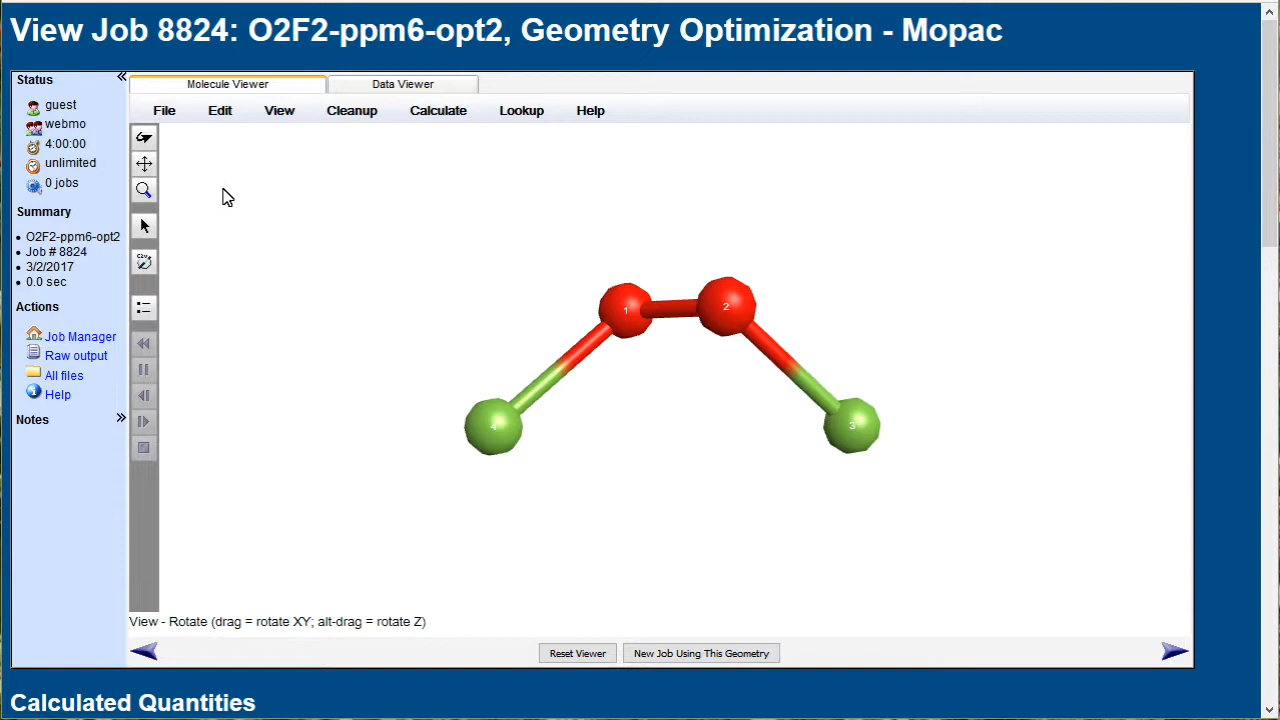 View Job 8824: O2F2-ppm6-opt2, Geometry Optimization - Mopac
Status
guest
webmo
4:00:00
unlimited
0 jobs
Summary
O2F2-ppm6-opt2
Job # 8824
3/2/2017
0.0 sec
Actions
Job Manager
Raw output
All files
Help
Notes
Molecule Viewer Data Viewer
File Edit View Cleanup Calculate Lookup Help
1 2
4 3
View - Rotate (drag = rotate XY; alt-drag = rotate Z)
Reset Viewer New Job Using This Geometry
Calculated Quantities